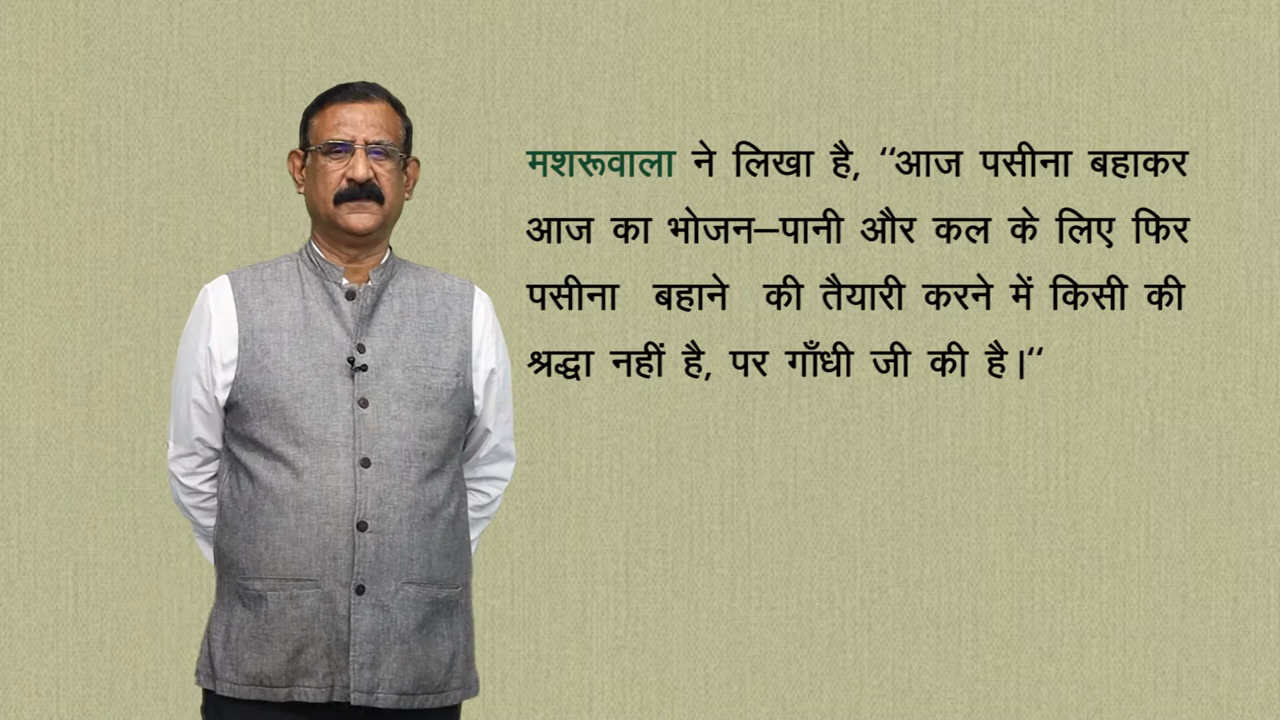 मशरूवाला ने लिखा है, “आज पसीना बहाकर
आज का भोजन–पानी और कल के लिए फिर
पसीना बहाने की तैयारी करने में किसी की
श्रद्धा नहीं है, पर गाँधी जी की है।“